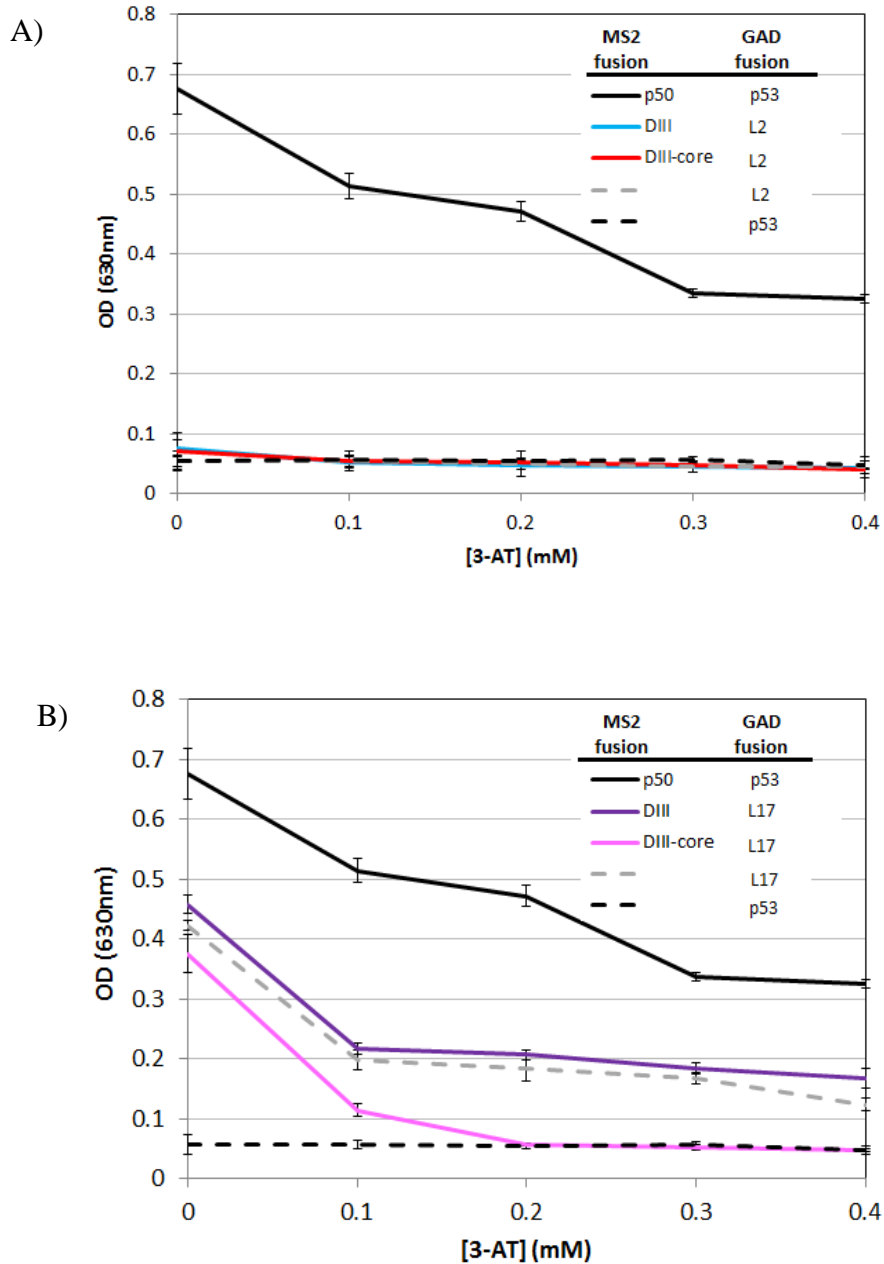 A)
0.8
0.7
0.6
0.5
0.4
0.3
0.2
0.1
0
OD (630nm)
MS2 fusion GAD fusion
p50 p53
DIII L2
DIII-core L2
L2
p53
0 0.1 0.2 0.3 0.4
[3-AT] (mM)
B)
0.8
0.7
0.6
0.5
0.4
0.3
0.2
0.1
0
OD (630nm)
MS2 fusion GAD fusion
p50 p53
DIII L17
DIII-core L17
L17
p53
0 0.1 0.2 0.3 0.4
[3-AT] (mM)